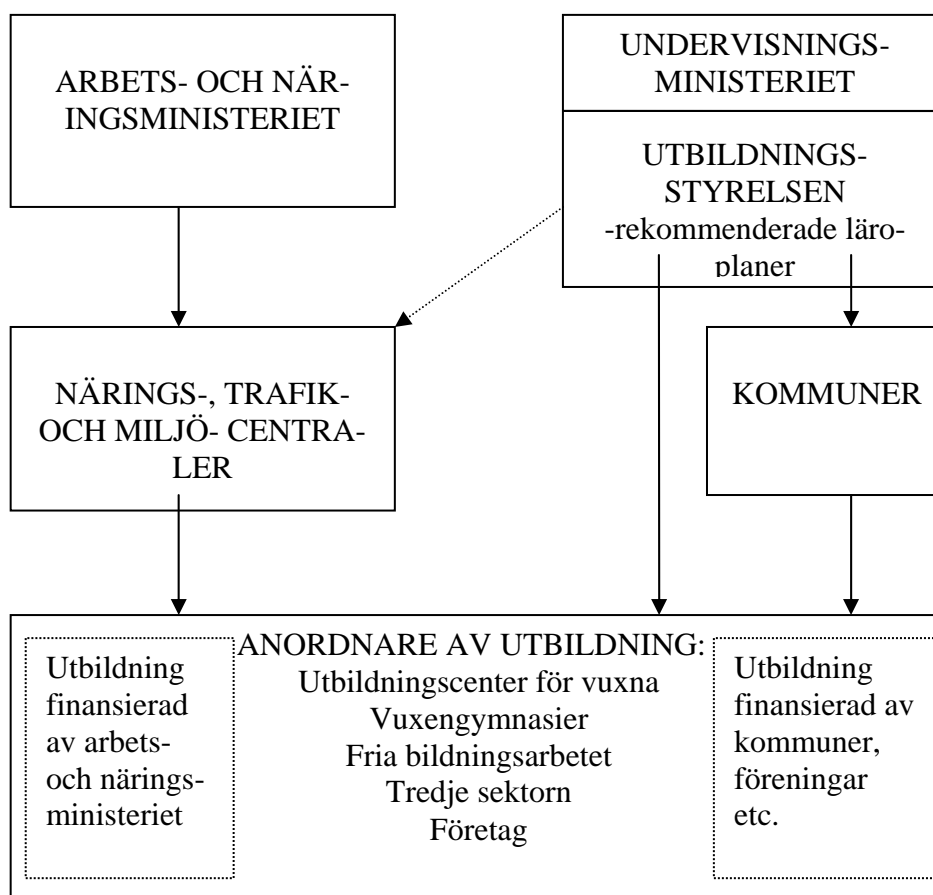 ARBETS- OCH NÄR-
INGSMINISTERIET
UNDERVISNINGS-
MINISTERIET
UTBILDNINGS-
STYRELSEN
-rekommenderade läro-
planer
NÄRINGS-, TRAFIK-
OCH MILJÖ- CENTRA-
LER
KOMMUNER
ANORDNARE AV UTBILDNING:
Utbildningscenter för vuxna
Vuxengymnasier
Fria bildningsarbetet
Tredje sektorn
Företag
Utbildning
finansierad
av arbets-
och närings-
ministeriet
Utbildning
finansierad av
kommuner,
föreningar
etc.